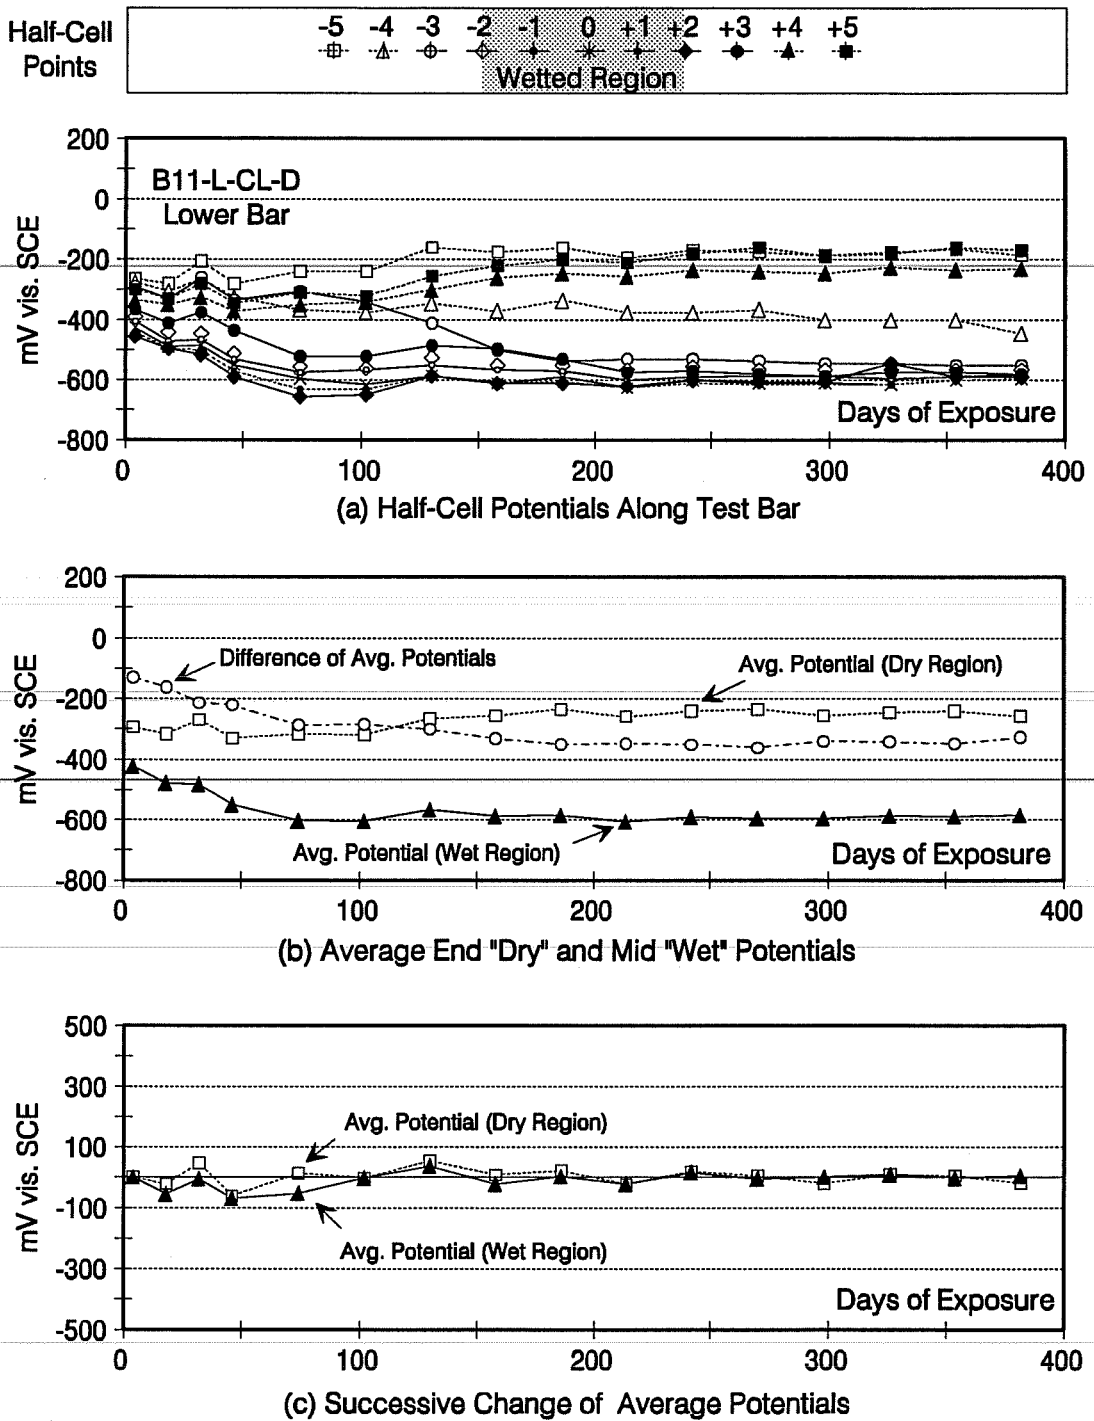 Half-Cell Points
-5 -4 -3 -2 -1 0 +1 +2 +3 +4 +5
Wetted Region
200
0
-200
-400
-600
-800
mV vis. SCE
B11-L-CL-D
Lower Bar
Days of Exposure
0 100 200 300 400
(a) Half-Cell Potentials Along Test Bar
200
0
-200
-400
-600
-800
mV vis. SCE
Difference of Avg. Potentials
Avg. Potential (Dry Region)
Avg. Potential (Wet Region)
Days of Exposure
0 100 200 300 400
(b) Average End "Dry" and Mid "Wet" Potentials
500
300
100
-100
-300
-500
mV vis. SCE
Avg. Potential (Dry Region)
Avg. Potential (Wet Region)
Days of Exposure
0 100 200 300 400
(c) Successive Change of Average Potentials